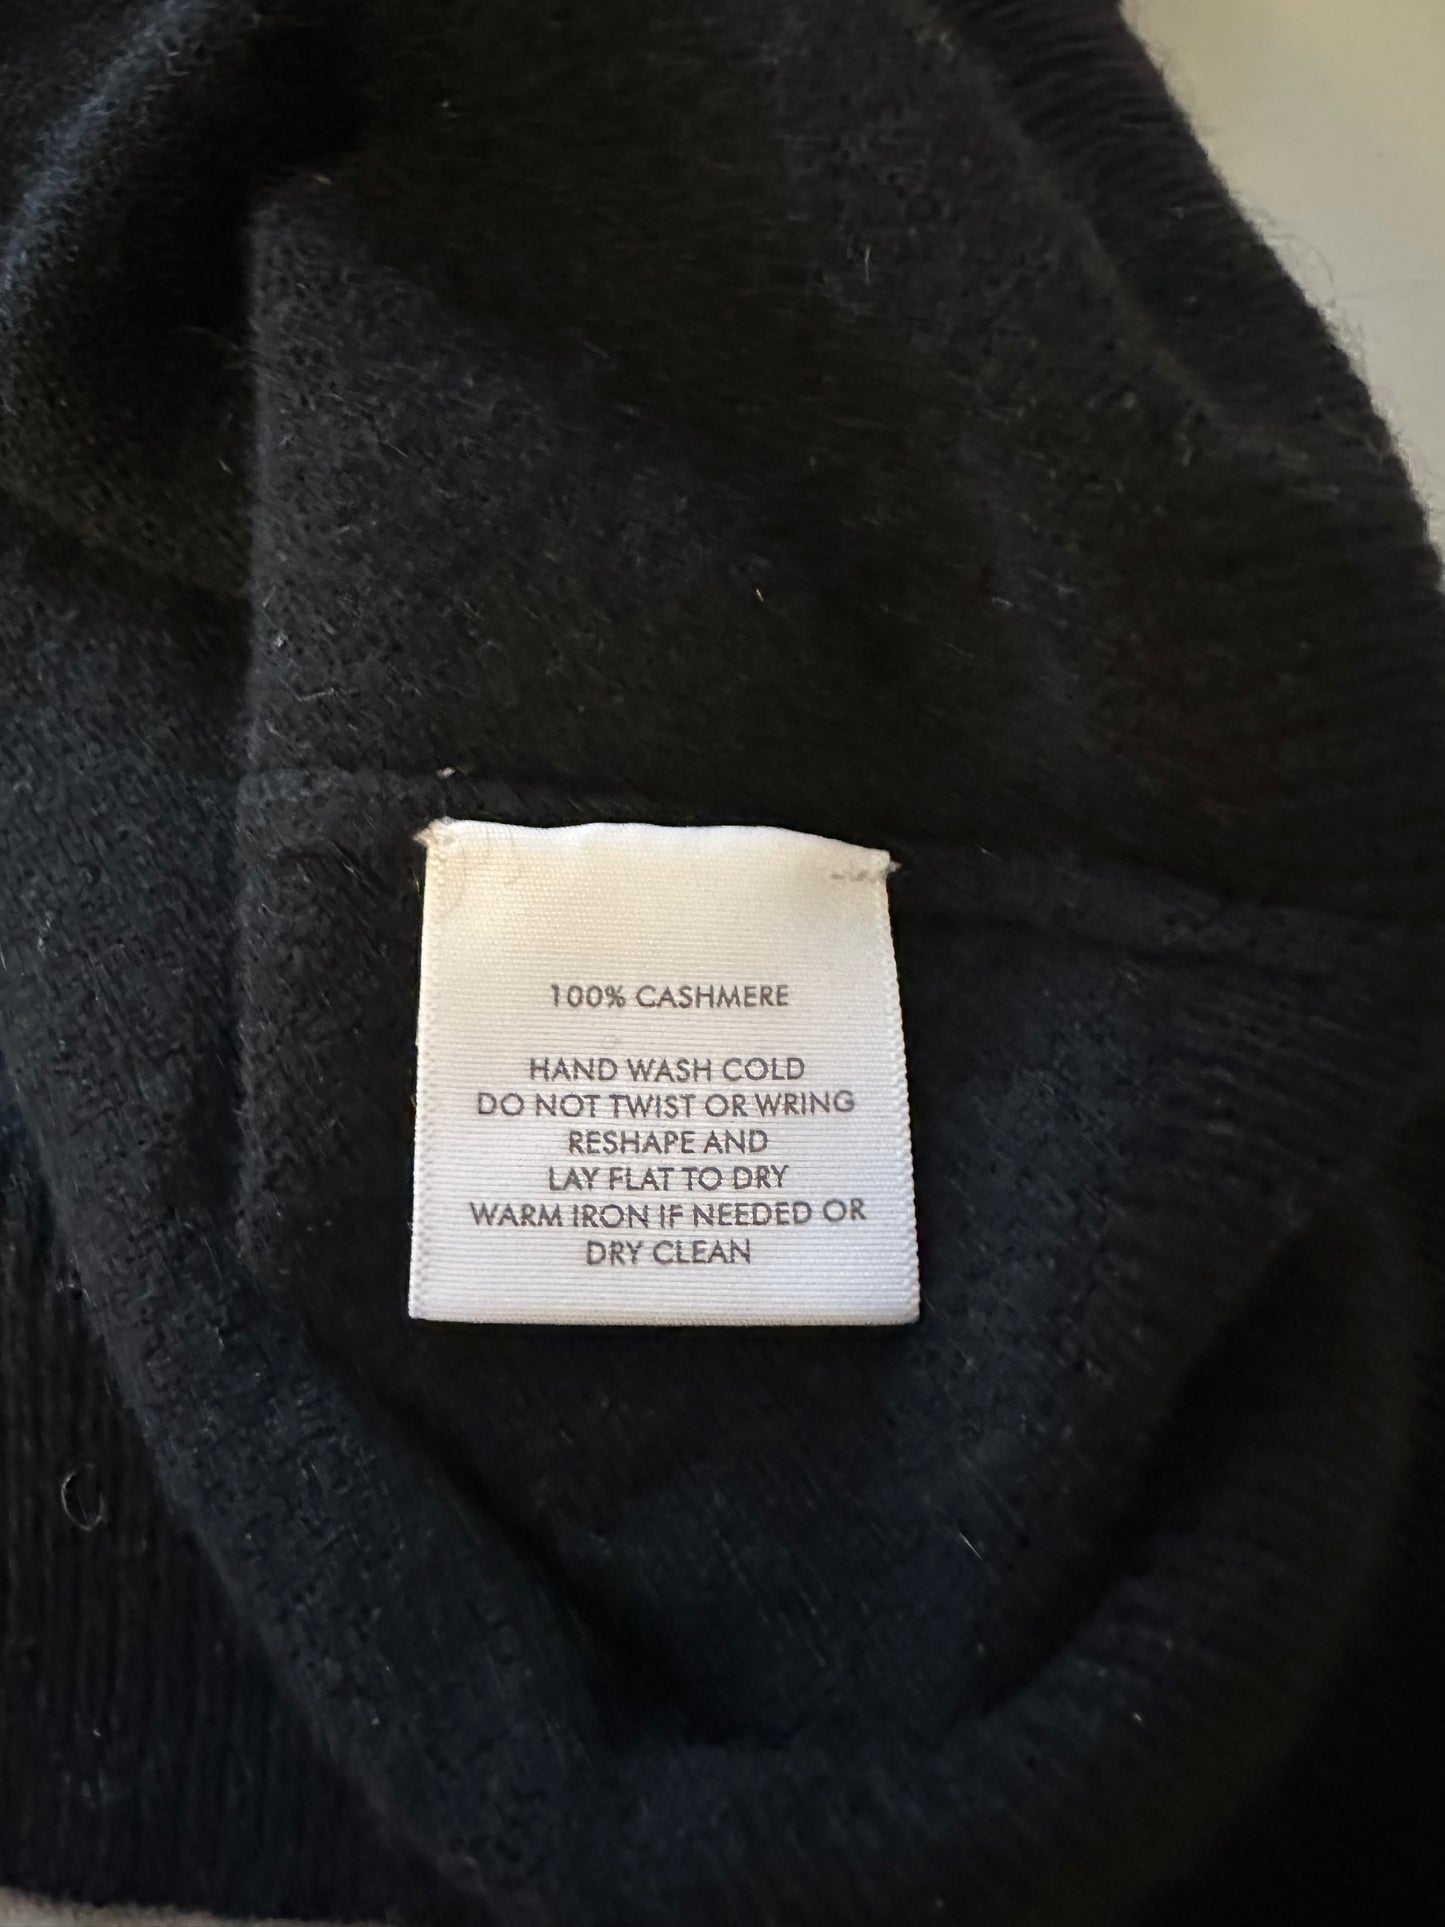 100% CASHMERE
HAND WASH COLD
DO NOT TWIST OR WRING
RESHAPE AND
LAY FLAT TO DRY
WARM IRON IF NEEDED OR
DRY CLEAN